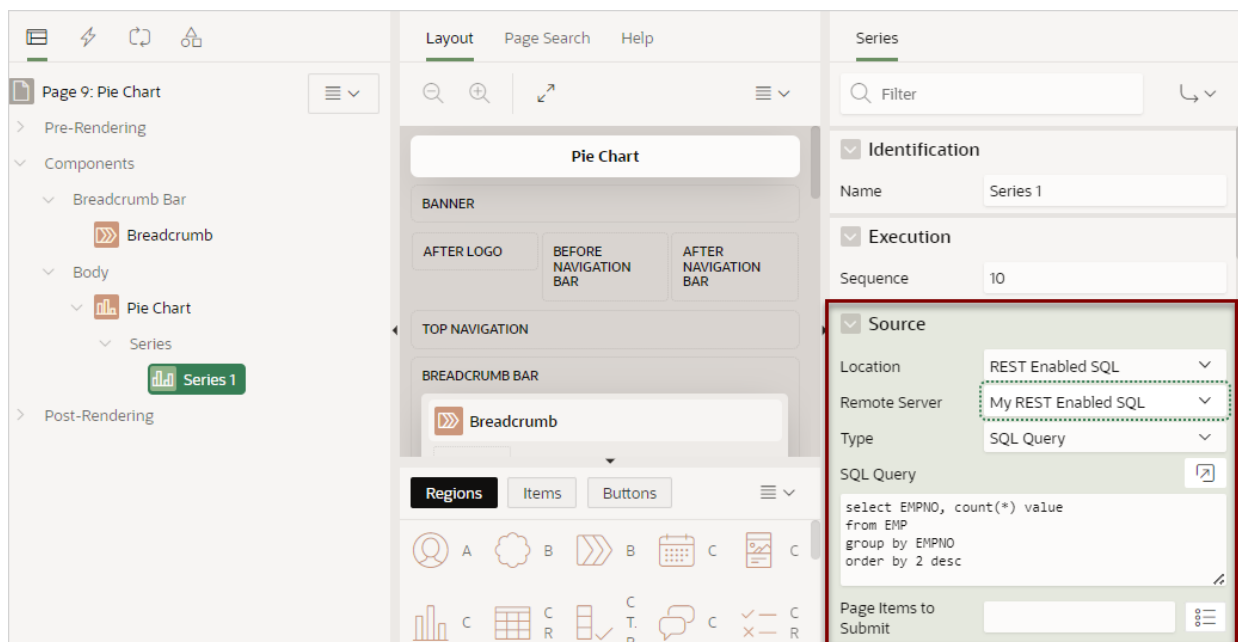 Page 9: Pie Chart
Pre-Rendering
Components
Breadcrumb Bar
Breadcrumb
Body
Pie Chart
Series
Series 1
Post-Rendering
Layout Page Search Help
Pie Chart
BANNER
AFTER LOGO
BEFORE
NAVIGATION
BAR
AFTER
NAVIGATION
BAR
TOP NAVIGATION
BREADCRUMB BAR
Breadcrumb
Regions Items Buttons
A B B C C
C
C
R
C
T.
C
C
R
Series
Filter
Identification
Name Series 1
Execution
Sequence 10
Source
Location REST Enabled SQL
Remote Server My REST Enabled SQL
Type SQL Query
SQL Query
select EMPNO, count(*) value
from EMP
group by EMPNO
order by 2 desc
Page Items to
Submit